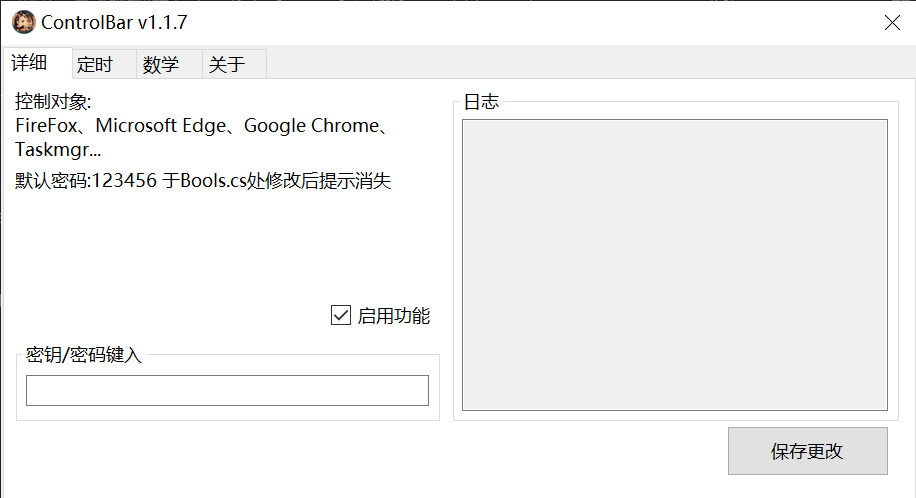 ControlBar v1.1.7
详细 定时 数学 关于
控制对象:
FireFox、Microsoft Edge、Google Chrome、
Taskmgr...
默认密码:123456 于Bools.cs处修改后提示消失
启用功能
密钥/密码键入
日志
保存更改